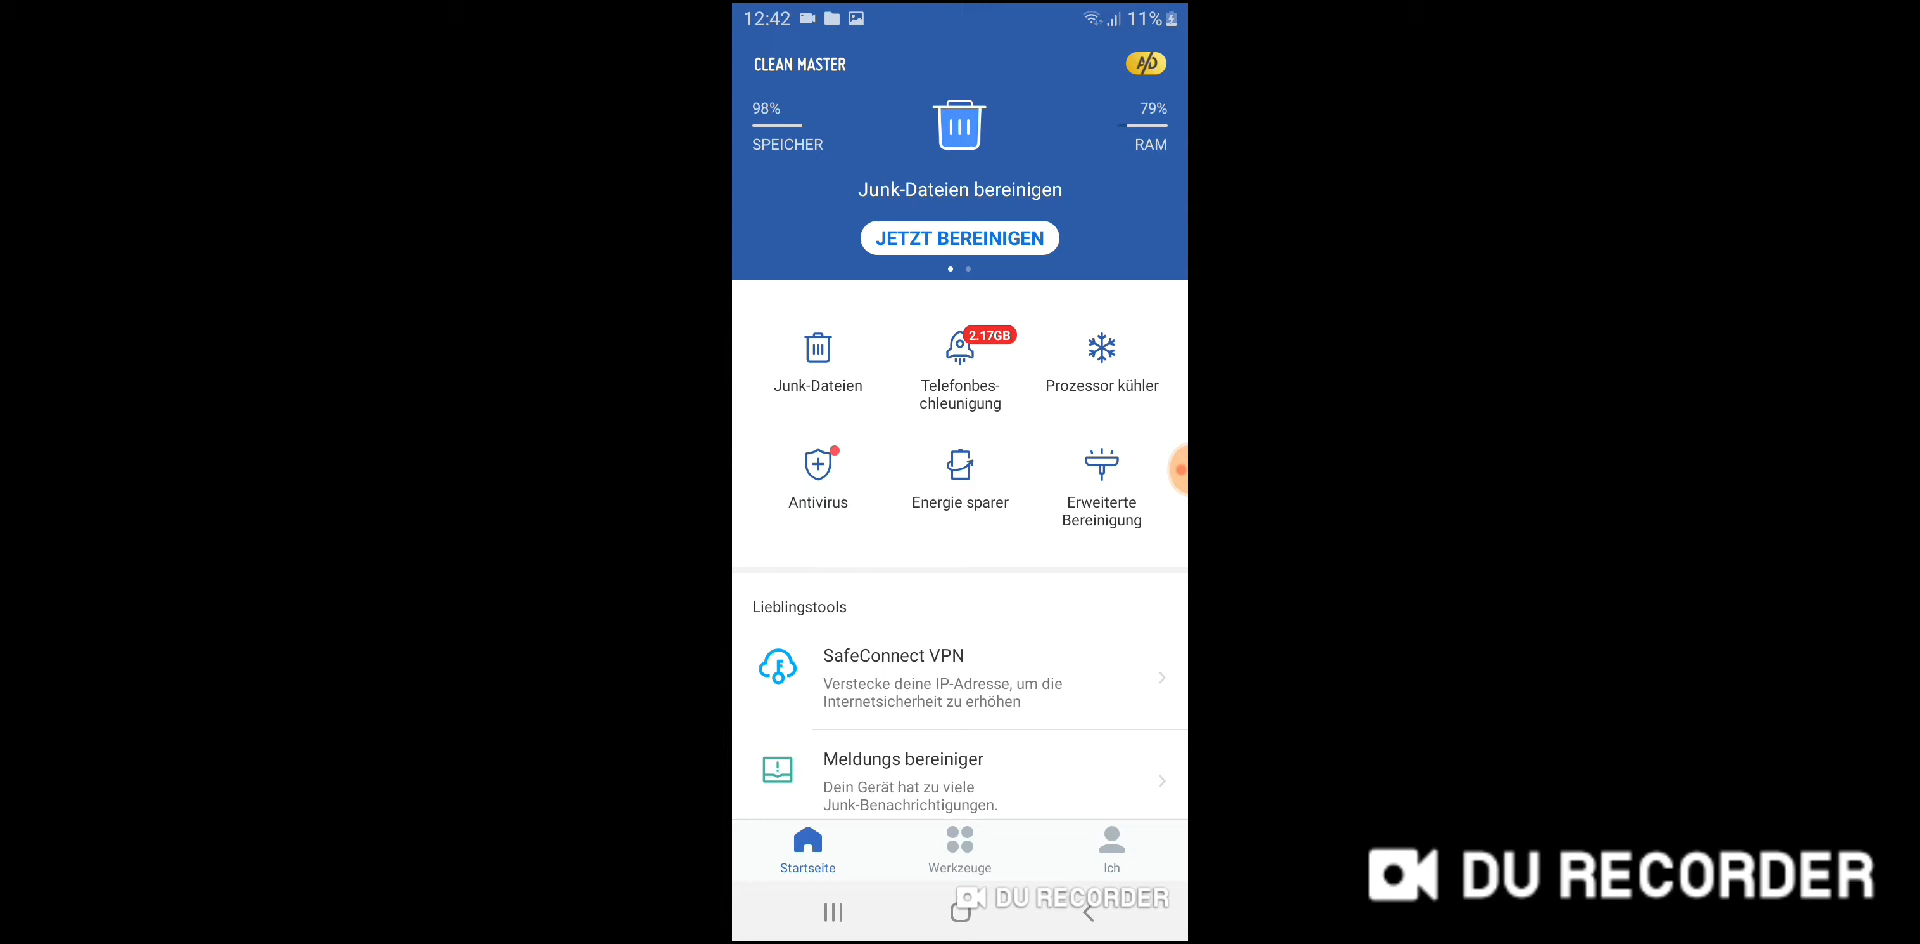 12:42
11%
CLEAN MASTER
AD
98%
79%
SPEICHER
RAM
Junk-Dateien bereinigen
JETZT BEREINIGEN
2.17GB
Junk-Dateien
Telefonbes-
chleunigung
Prozessor kühler
Antivirus
Energie sparer
Erweiterte
Bereinigung
Lieblingstools
SafeConnect VPN
Verstecke deine IP-Adresse, um die
Internetsicherheit zu erhöhen
Meldungs bereiniger
Dein Gerät hat zu viele
Junk-Benachrichtigungen.
Startseite
Werkzeuge
Ich
DU RECORDER
DU RECORDER